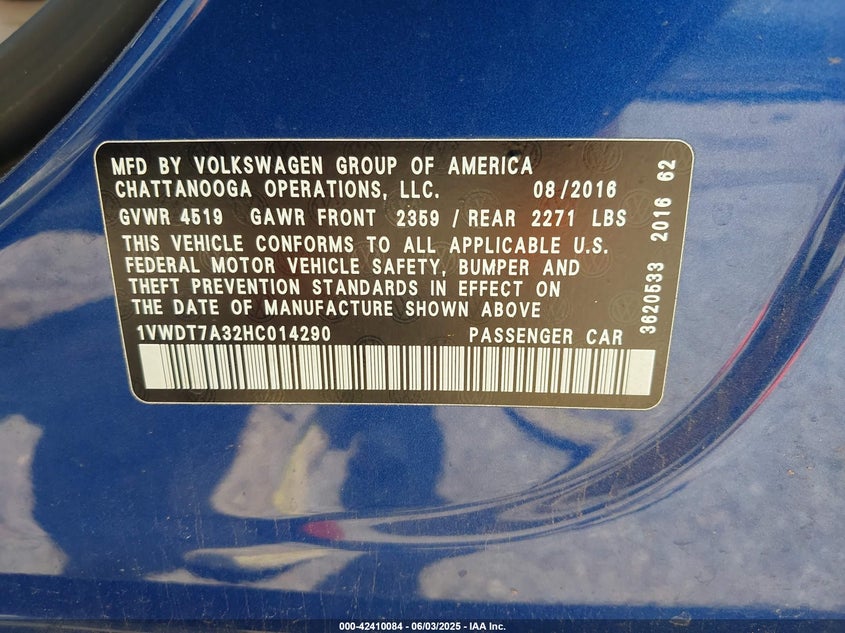 MFD BY VOLKSWAGEN GROUP OF AMERICA
CHATTANOOGA OPERATIONS, LLC. 08/2016
GVWR 4519 GAWR FRONT 2359 / REAR 2271 LBS
THIS VEHICLE CONFORMS TO ALL APPLICABLE U.S.
FEDERAL MOTOR VEHICLE SAFETY, BUMPER AND
THEFT PREVENTION STANDARDS IN EFFECT ON
THE DATE OF MANUFACTURE SHOWN ABOVE
1VWDT7A32HC014290 PASSENGER CAR
3620533 2016 62
000-42410084 - 06/03/2025 - IAA Inc.